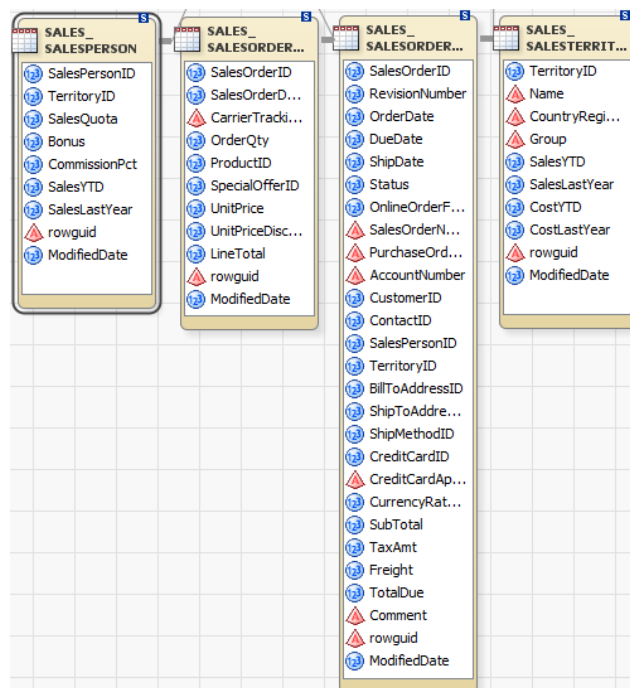 SALES_
SALESPERSON
SalesPersonID
TerritoryID
SalesQuota
Bonus
CommissionPct
SalesYTD
SalesLastYear
rowguid
ModifiedDate
SALES_
SALESORDER...
SalesOrderID
SalesOrderD...
CarrierTracki...
OrderQty
ProductID
SpecialOfferID
UnitPrice
UnitPriceDisc...
LineTotal
rowguid
ModifiedDate
SALES_
SALESORDER...
SalesOrderID
RevisionNumber
OrderDate
DueDate
ShipDate
Status
OnlineOrderF...
SalesOrderN...
PurchaseOrd...
AccountNumber
CustomerID
ContactID
SalesPersonID
TerritoryID
BillToAddressID
ShipToAddre...
ShipMethodID
CreditCardID
CreditCardAp...
CurrencyRat...
SubTotal
TaxAmt
Freight
TotalDue
Comment
rowguid
ModifiedDate
SALES_
SALESTERRIT...
TerritoryID
Name
CountryRegi...
Group
SalesYTD
SalesLastYear
CostYTD
CostLastYear
rowguid
ModifiedDate